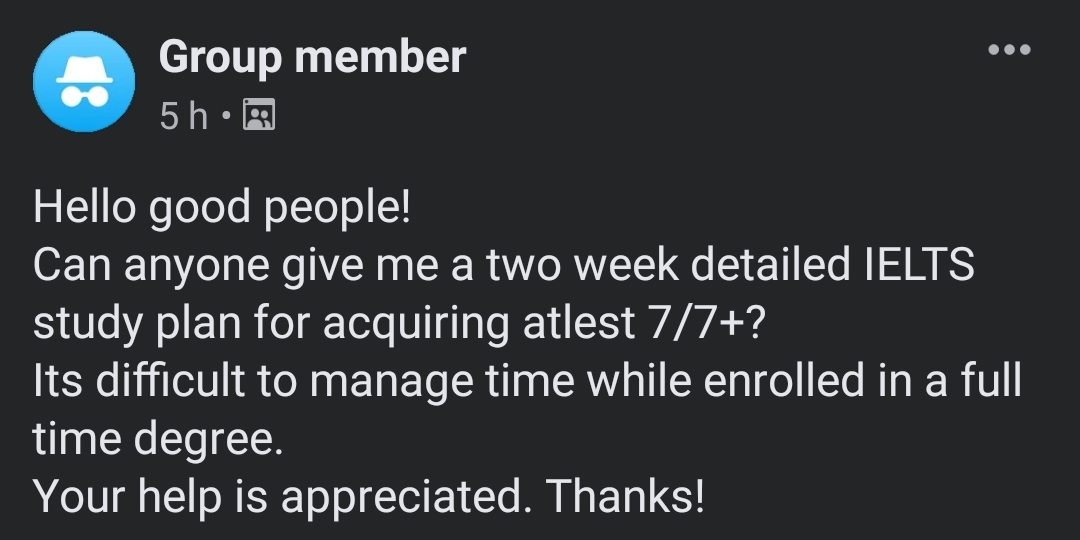 Group member
5 h •
Hello good people!
Can anyone give me a two week detailed IELTS
study plan for acquiring atlest 7/7+?
Its difficult to manage time while enrolled in a full
time degree.
Your help is appreciated. Thanks!